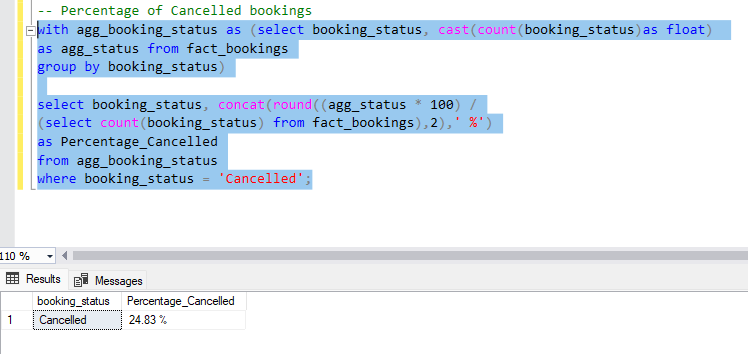 -- Percentage of Cancelled bookings
with agg_booking_status as (select booking_status, cast(count(booking_status)as float)
as agg_status from fact_bookings
group by booking_status)
select booking_status, concat(round((agg_status * 100) /
(select count(booking_status) from fact_bookings),2),' %')
as Percentage_Cancelled
from agg_booking_status
where booking_status = 'Cancelled';
110 %
Results Messages
booking_status Percentage_Cancelled
1 Cancelled 24.83 %